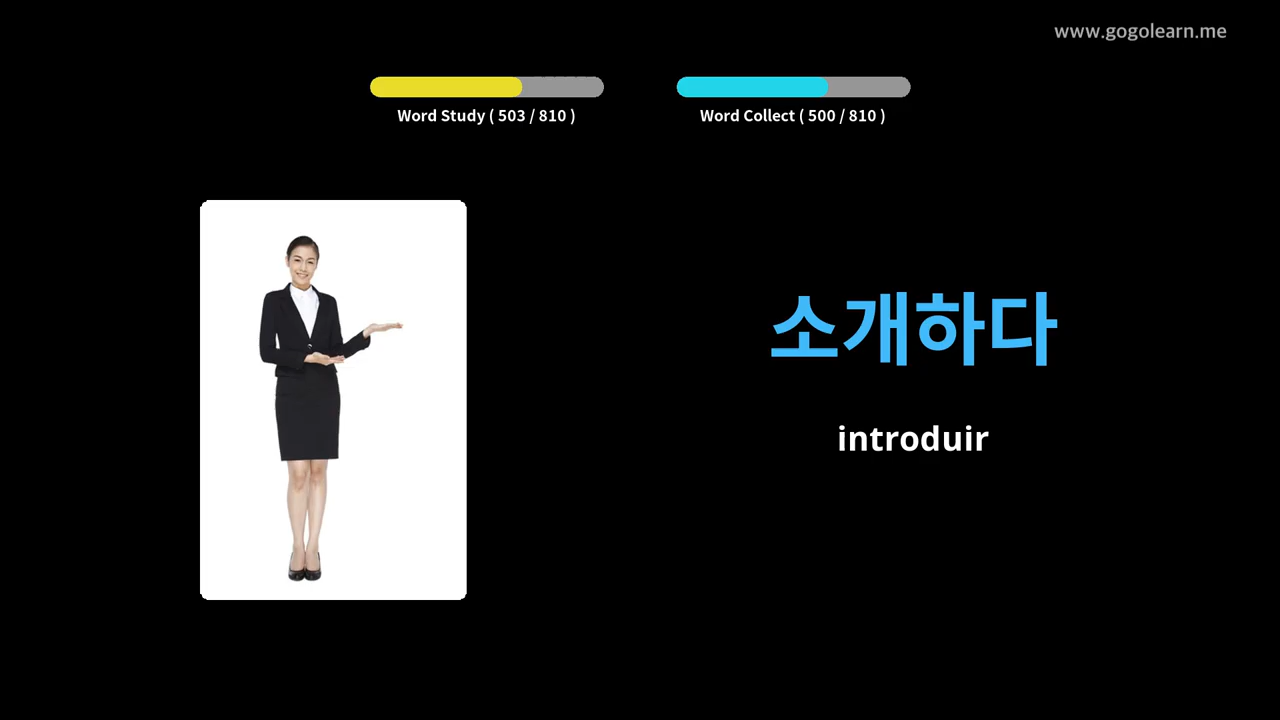 www.gogolearn.me
Word Study ( 503 / 810 )
Word Collect ( 500 / 810 )
소개하다
introduir